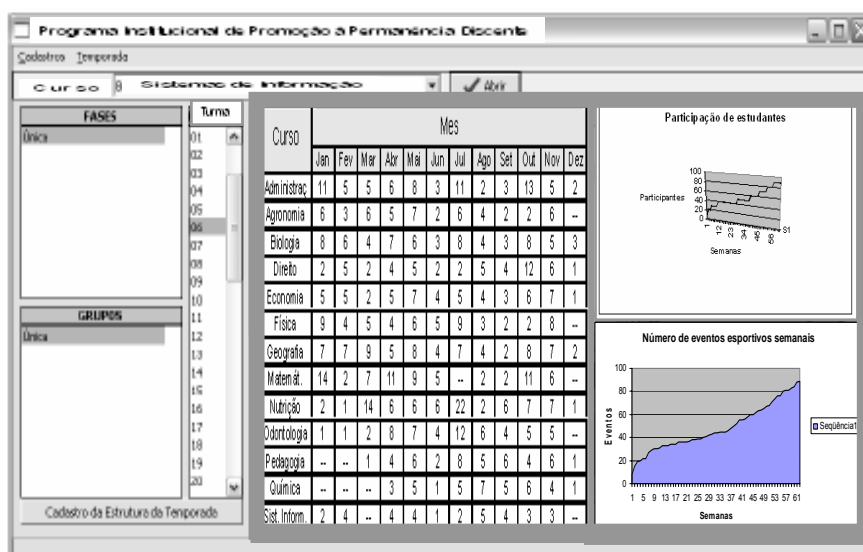 Programa Institucional de Promoção à Permanência Discente
Cadastros Temporada
Curso 8 Sistemas de Informação Abrir
FASES
Única
GRUPOS
Única
Cadastro da Estrutura da Temporada
Turma
01
02
03
04
05
06
07
08
09
10
11
12
13
14
15
16
17
18
19
20
Curso Mes
Jan Fev Mar Abr Mai Jun Jul Ago Set Out Nov Dez
Administraç 11 5 5 6 8 3 11 2 3 13 5 2
Agronomia 6 3 6 5 7 2 6 4 2 2 6 --
Biologia 8 6 4 7 6 3 8 4 3 8 5 3
Direito 2 5 2 4 5 2 2 5 4 12 6 1
Economia 5 5 2 5 7 4 5 4 3 6 7 1
Física 9 4 5 4 6 5 9 3 2 2 8 --
Geografia 7 7 9 5 8 4 7 4 2 8 7 2
Matemát. 14 2 7 11 9 5 -- 2 2 11 6 --
Nutrição 2 1 14 6 6 6 22 2 6 7 7 1
Odontologia 1 1 2 8 7 4 12 6 4 5 5 --
Pedagogia -- -- 1 4 6 2 8 5 6 4 6 1
Química -- -- -- 3 5 1 5 7 5 6 4 1
Sist. Inform. 2 4 -- 4 4 1 2 5 4 3 3 --
Participação de estudantes
Participantes
100
80
60
40
20
0
1 12 23 34 45 56
S1
Semanas
Número de eventos esportivos semanais
Eventos
100
80
60
40
20
0
1 5 9 13 17 21 25 29 33 37 41 45 49 53 57 61
Semanas
Seqüência1